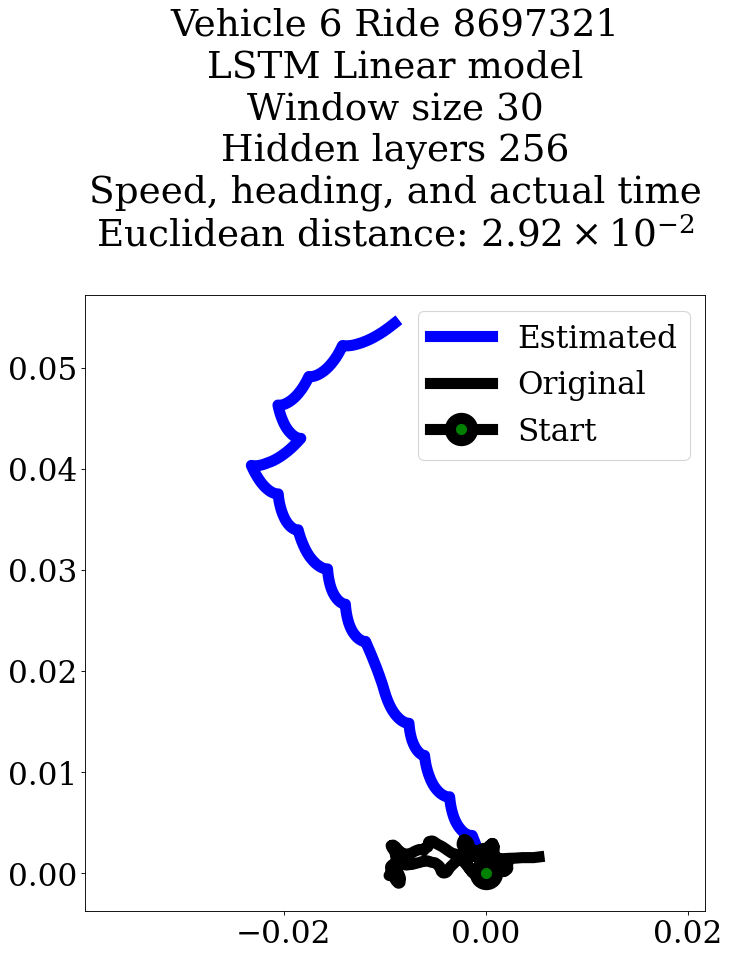 Vehicle 6 Ride 8697321
LSTM Linear model
Window size 30
Hidden layers 256
Speed, heading, and actual time
Euclidean distance: 2.92 × 10⁻²
Estimated
Original
Start
0.05
0.04
0.03
0.02
0.01
0.00
−0.02
0.00
0.02